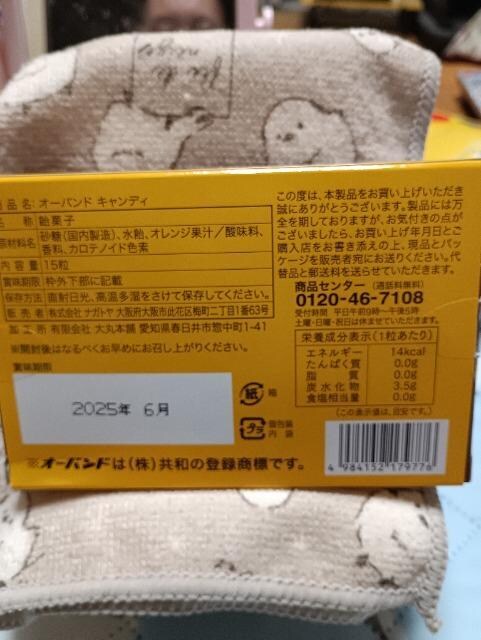 品名: オーバンド キャンディ
名 称 飴菓子
原材料名 砂糖(国内製造)、水飴、オレンジ果汁／酸味料、
香料、カロテノイド色素
内容量 15粒
賞味期限 枠外下部に記載
保存方法 直射日光、高温多湿をさけて保存してください。
販売者 株式会社 ナガトヤ 大阪府大阪市此花区梅町二丁目1番63号
加工所 有限会社 大丸本舗 愛知県春日井市惣中町1-41
※開封後はなるべくお早めにお召し上がりください。
賞味期限
2025年 6月
紙 箱
プラ 個包装
内 袋
※オーバンドは(株)共和の登録商標です。
この度は、本製品をお買い上げいただき
誠にありがとうございます。製品には万
全を期しておりますが、お気付きの点が
ございましたら、お買い上げ年月日とご
購入店をお書き添えの上、現品とパッ
ケージを販売者宛にお送りください。代
替品と郵送料を送らせていただきます。
商品センター (通話料無料)
0120-46-7108
受付時間 平日午前9時〜午後5時
土曜・日曜・祝日は休ませていただきます。
栄養成分表示(1粒あたり)
エネルギー 14kcal
たんぱく質 0.0g
脂質 0.0g
炭水化物 3.5g
食塩相当量 0.0g
(この表示値は、目安です。)
4 984152 179776